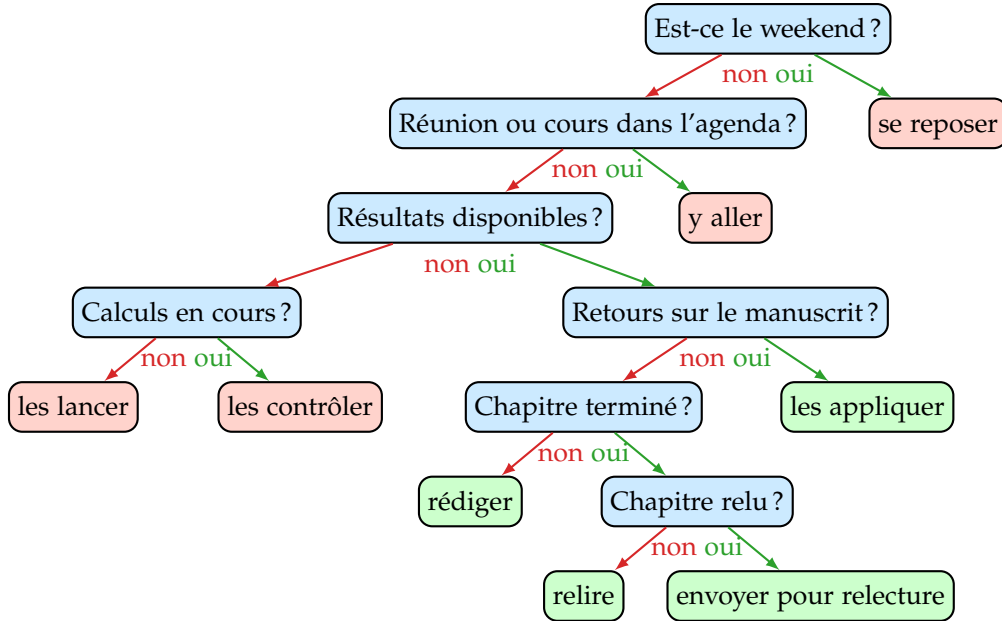 Est-ce le weekend ?
non oui
Réunion ou cours dans l'agenda ?
se reposer
non oui
Résultats disponibles ?
y aller
non oui
Calculs en cours ?
Retours sur le manuscrit ?
non oui
non oui
les lancer
les contrôler
Chapitre terminé ?
les appliquer
non oui
rédiger
Chapitre relu ?
non oui
relire
envoyer pour relecture